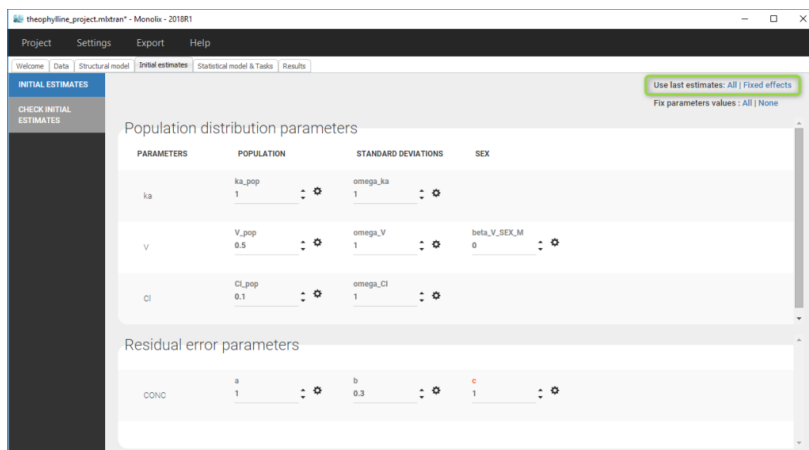 theophylline_project.mlxtran* - Monolix - 2018R1
Project Settings Export Help
Welcome Data Structural model Initial estimates Statistical model & Tasks Results
INITIAL ESTIMATES
CHECK INITIAL
ESTIMATES
Use last estimates: All | Fixed effects
Fix parameters values : All | None
Population distribution parameters
PARAMETERS POPULATION STANDARD DEVIATIONS SEX
ka_pop omega_ka
ka 1 1
V_pop omega_V beta_V_SEX_M
V 0.5 1 0
Cl_pop omega_Cl
Cl 0.1 1
Residual error parameters
a b c
CONC 1 0.3 1